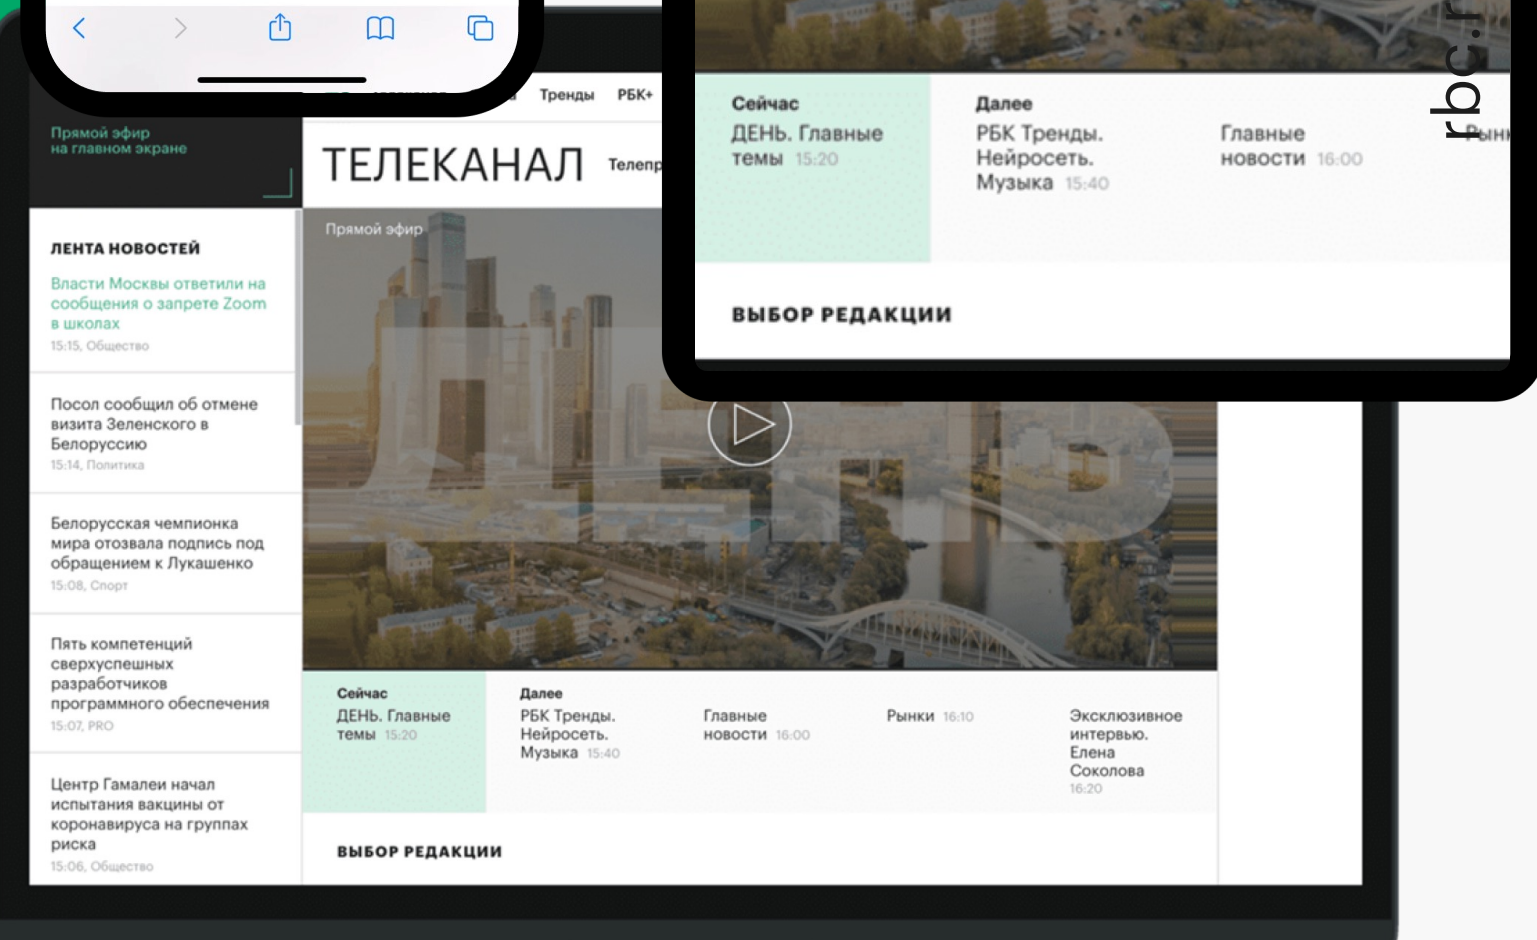 Тренды РБК+
Прямой эфир
на главном экране
ТЕЛЕКАНАЛ
Прямой эфир
ЛЕНТА НОВОСТЕЙ
Власти Москвы ответили на
сообщения о запрете Zoom
в школах
15:15, Общество
Посол сообщил об отмене
визита Зеленского в
Белоруссию
15:14, Политика
Белорусская чемпионка
мира отозвала подпись под
обращением к Лукашенко
15:08, Спорт
Пять компетенций
сверхуспешных
разработчиков
программного обеспечения
15:07, PRO
Центр Гамалеи начал
испытания вакцины от
коронавируса на группах
риска
15:06, Общество
ДЕНЬ
Сейчас
ДЕНЬ. Главные
темы 15:20
Далее
РБК Тренды.
Нейросеть.
Музыка 15:40
Главные
новости 16:00
Рынки 16:10
Эксклюзивное
интервью.
Елена
Соколова
16:20
ВЫБОР РЕДАКЦИИ
Сейчас
ДЕНЬ. Главные
темы 15:20
Далее
РБК Тренды.
Нейросеть.
Музыка 15:40
Главные
новости 16:00
ВЫБОР РЕДАКЦИИ
rbc.r